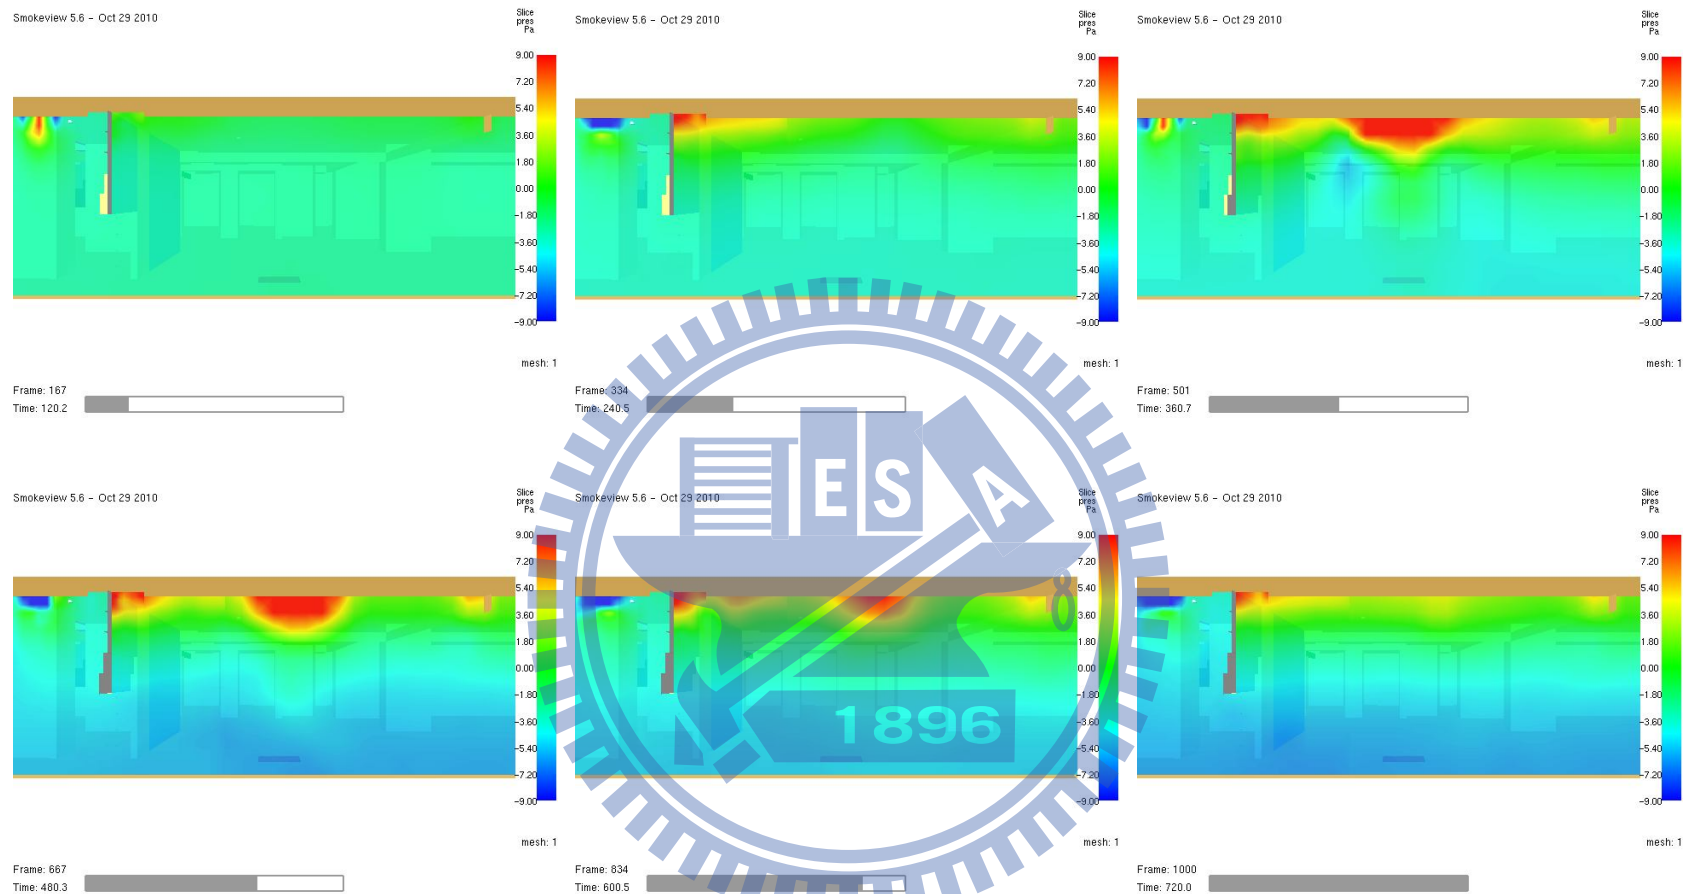 Smokeview 5.6 - Oct 29 2010
Slice
pres
Pa
9.00
7.20
5.40
3.60
1.80
0.00
-1.80
-3.60
-5.40
-7.20
-9.00
mesh: 1
Frame: 167
Time: 120.2
Smokeview 5.6 - Oct 29 2010
Slice
pres
Pa
9.00
7.20
5.40
3.60
1.80
0.00
-1.80
-3.60
-5.40
-7.20
-9.00
mesh: 1
Frame: 334
Time: 240.5
Smokeview 5.6 - Oct 29 2010
Slice
pres
Pa
9.00
7.20
5.40
3.60
1.80
0.00
-1.80
-3.60
-5.40
-7.20
-9.00
mesh: 1
Frame: 501
Time: 360.7
Smokeview 5.6 - Oct 29 2010
Slice
pres
Pa
9.00
7.20
5.40
3.60
1.80
0.00
-1.80
-3.60
-5.40
-7.20
-9.00
mesh: 1
Frame: 667
Time: 480.3
Smokeview 5.6 - Oct 29 2010
Slice
pres
Pa
9.00
7.20
5.40
3.60
1.80
0.00
-1.80
-3.60
-5.40
-7.20
-9.00
mesh: 1
Frame: 834
Time: 600.5
Smokeview 5.6 - Oct 29 2010
Slice
pres
Pa
9.00
7.20
5.40
3.60
1.80
0.00
-1.80
-3.60
-5.40
-7.20
-9.00
mesh: 1
Frame: 1000
Time: 720.0
E S A
8
1896